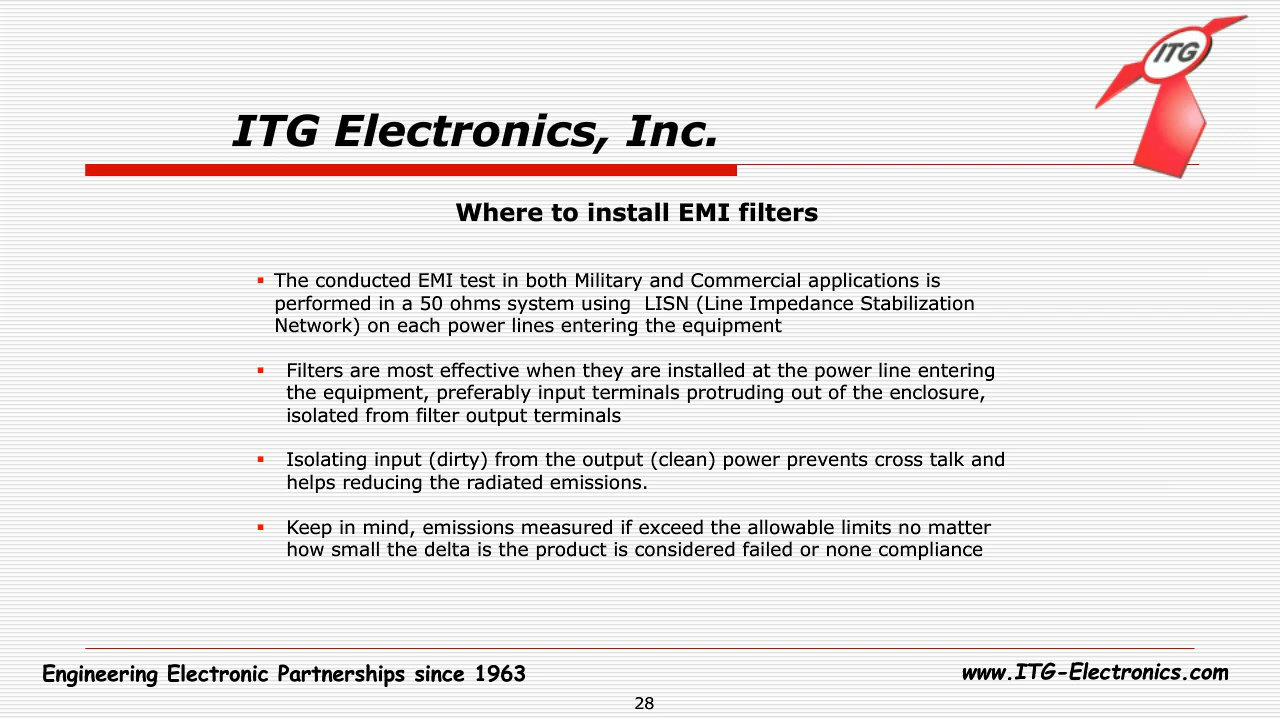 ITG
ITG Electronics, Inc.
Where to install EMI filters
▪ The conducted EMI test in both Military and Commercial applications is
performed in a 50 ohms system using  LISN (Line Impedance Stabilization
Network) on each power lines entering the equipment
▪ Filters are most effective when they are installed at the power line entering
the equipment, preferably input terminals protruding out of the enclosure,
isolated from filter output terminals
▪ Isolating input (dirty) from the output (clean) power prevents cross talk and
helps reducing the radiated emissions.
▪ Keep in mind, emissions measured if exceed the allowable limits no matter
how small the delta is the product is considered failed or none compliance
Engineering Electronic Partnerships since 1963
www.ITG-Electronics.com
28